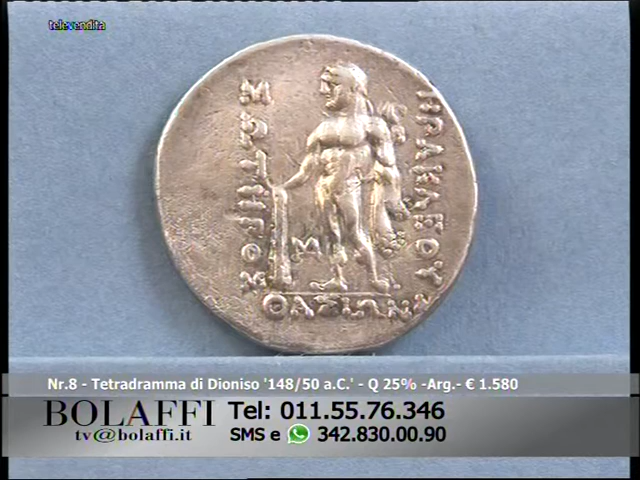 televendita
ΗΡΑΚΛΕΟΥΣ
ΣΩΤΗΡΟΣ
Μ
ΘΑΣΙΩΝ
Nr.8 - Tetradramma di Dioniso '148/50 a.C.' - Q 25% -Arg.- € 1.580
BOLAFFI
tv@bolaffi.it
Tel: 011.55.76.346
SMS e 342.830.00.90